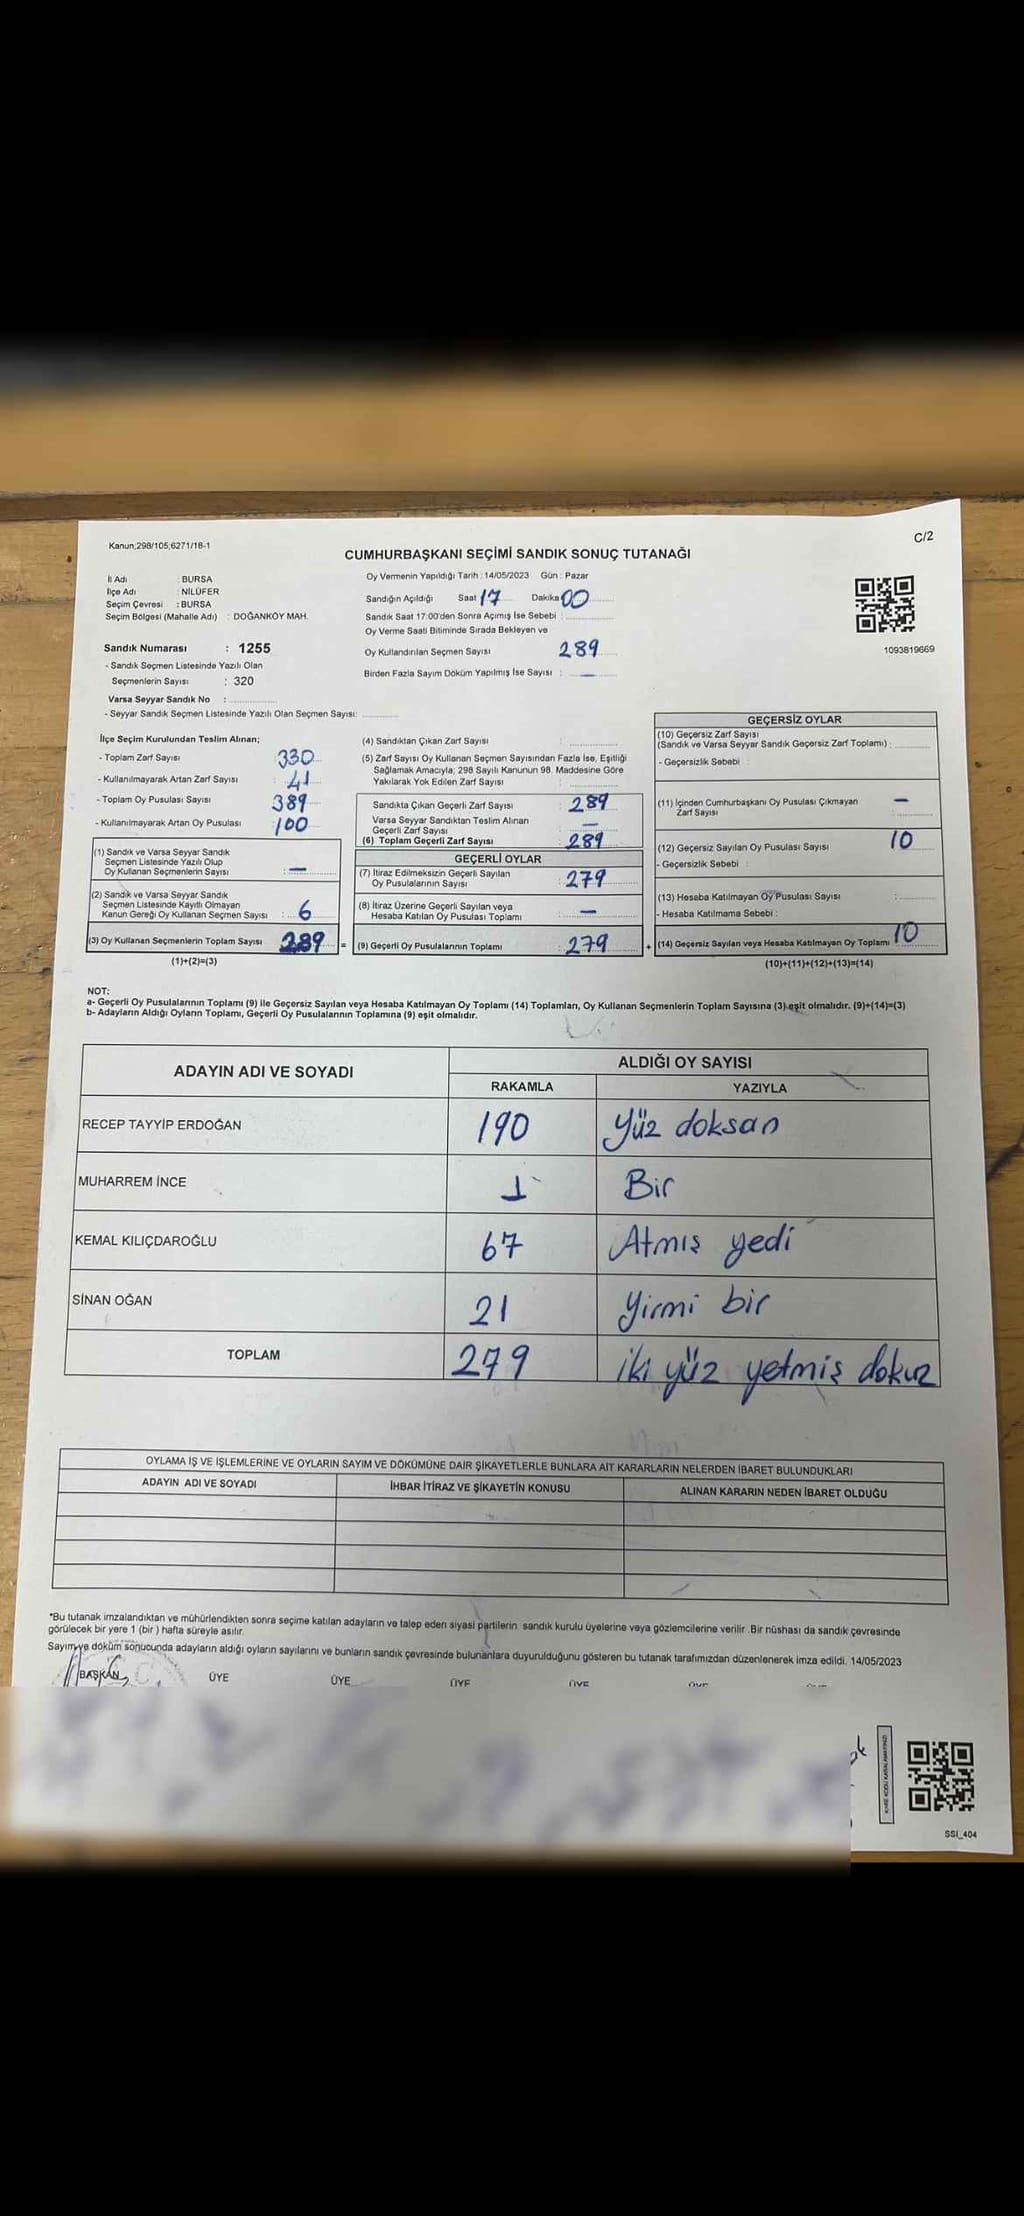 Kanun;298/105,6271/18-1
C/2
CUMHURBAŞKANI SEÇİMİ SANDIK SONUÇ TUTANAĞI
İl Adı : BURSA
İlçe Adı : NİLÜFER
Seçim Çevresi : BURSA
Seçim Bölgesi (Mahalle Adı) : DOĞANKÖY MAH.
Sandık Numarası : 1255
- Sandık Seçmen Listesinde Yazılı Olan
Seçmenlerin Sayısı : 320
Varsa Seyyar Sandık No :
- Seyyar Sandık Seçmen Listesinde Yazılı Olan Seçmen Sayısı:
Oy Vermenin Yapıldığı Tarih : 14/05/2023 Gün : Pazar
Sandığın Açıldığı Saat 17 Dakika 00
Sandık Saat 17:00'den Sonra Açımış İse Sebebi :
Oy Verme Saati Bitiminde Sırada Bekleyen ve
Oy Kullandırılan Seçmen Sayısı 289
Birden Fazla Sayım Döküm Yapılmış İse Sayısı : —
1093819669
İlçe Seçim Kurulundan Teslim Alınan;
- Toplam Zarf Sayısı : 330
- Kullanılmayarak Artan Zarf Sayısı : 41
- Toplam Oy Pusulası Sayısı : 389
- Kullanılmayarak Artan Oy Pusulası : 100
(1) Sandık ve Varsa Seyyar Sandık
Seçmen Listesinde Yazılı Olup
Oy Kullanan Seçmenlerin Sayısı : —
(2) Sandık ve Varsa Seyyar Sandık
Seçmen Listesinde Kayıtlı Olmayan
Kanun Gereği Oy Kullanan Seçmen Sayısı : 6
(3) Oy Kullanan Seçmenlerin Toplam Sayısı 289 =
(1)+(2)=(3)
(4) Sandıktan Çıkan Zarf Sayısı :
(5) Zarf Sayısı Oy Kullanan Seçmen Sayısından Fazla İse, Eşitliği
Sağlamak Amacıyla; 298 Sayılı Kanunun 98. Maddesine Göre
Yakılarak Yok Edilen Zarf Sayısı :
Sandıkta Çıkan Geçerli Zarf Sayısı : 289
Varsa Seyyar Sandıktan Teslim Alınan
Geçerli Zarf Sayısı : —
(6) Toplam Geçerli Zarf Sayısı : 289
GEÇERLİ OYLAR
(7) İtiraz Edilmeksizin Geçerli Sayılan
Oy Pusulalarının Sayısı : 279
(8) İtiraz Üzerine Geçerli Sayılan veya
Hesaba Katılan Oy Pusulası Toplamı : —
(9) Geçerli Oy Pusulalarının Toplamı : 279 +
GEÇERSİZ OYLAR
(10) Geçersiz Zarf Sayısı
(Sandık ve Varsa Seyyar Sandık Geçersiz Zarf Toplamı) :
- Geçersizlik Sebebi :
(11) İçinden Cumhurbaşkanı Oy Pusulası Çıkmayan
Zarf Sayısı : —
(12) Geçersiz Sayılan Oy Pusulası Sayısı : 10
- Geçersizlik Sebebi :
(13) Hesaba Katılmayan Oy Pusulası Sayısı :
- Hesaba Katılmama Sebebi :
(14) Geçersiz Sayılan veya Hesaba Katılmayan Oy Toplamı : 10
(10)+(11)+(12)+(13)=(14)
NOT:
a- Geçerli Oy Pusulalarının Toplamı (9) ile Geçersiz Sayılan veya Hesaba Katılmayan Oy Toplamı (14) Toplamları, Oy Kullanan Seçmenlerin Toplam Sayısına (3) eşit olmalıdır. (9)+(14)=(3)
b- Adayların Aldığı Oyların Toplamı, Geçerli Oy Pusulalarının Toplamına (9) eşit olmalıdır.
ADAYIN ADI VE SOYADI ALDIĞI OY SAYISI
RAKAMLA YAZIYLA
RECEP TAYYİP ERDOĞAN 190 Yüz doksan
MUHARREM İNCE 1 Bir
KEMAL KILIÇDAROĞLU 67 Atmış yedi
SİNAN OĞAN 21 Yirmi bir
TOPLAM 279 iki yüz yetmiş dokuz
OYLAMA İŞ VE İŞLEMLERİNE VE OYLARIN SAYIM VE DÖKÜMÜNE DAİR ŞİKAYETLERLE BUNLARA AİT KARARLARIN NELERDEN İBARET BULUNDUKLARI
ADAYIN ADI VE SOYADI İHBAR İTİRAZ VE ŞİKAYETİN KONUSU ALINAN KARARIN NEDEN İBARET OLDUĞU
*Bu tutanak imzalandıktan ve mühürlendikten sonra seçime katılan adayların ve talep eden siyasi partilerin sandık kurulu üyelerine veya gözlemcilerine verilir. Bir nüshası da sandık çevresinde
görülecek bir yere 1 (bir ) hafta süreyle asılır.
Sayım ve döküm sonucunda adayların aldığı oyların sayılarını ve bunların sandık çevresinde bulunanlara duyurulduğunu gösteren bu tutanak tarafımızdan düzenlenerek imza edildi. 14/05/2023
BAŞKAN ÜYE ÜYE ÜYE ÜYE
SSI_404